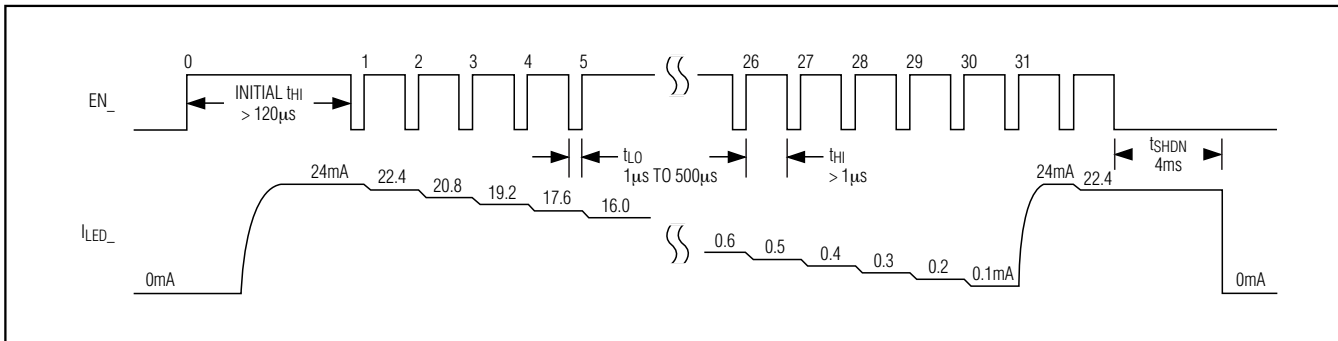 0 1 2 3 4 5 26 27 28 29 30 31
EN_
INITIAL tHI
> 120μs
tLO
1μs TO 500μs
tHI
> 1μs
tSHDN
4ms
ILED_
0mA
24mA
22.4
20.8
19.2
17.6
16.0
0.6
0.5
0.4
0.3
0.2
0.1mA
24mA
22.4
0mA